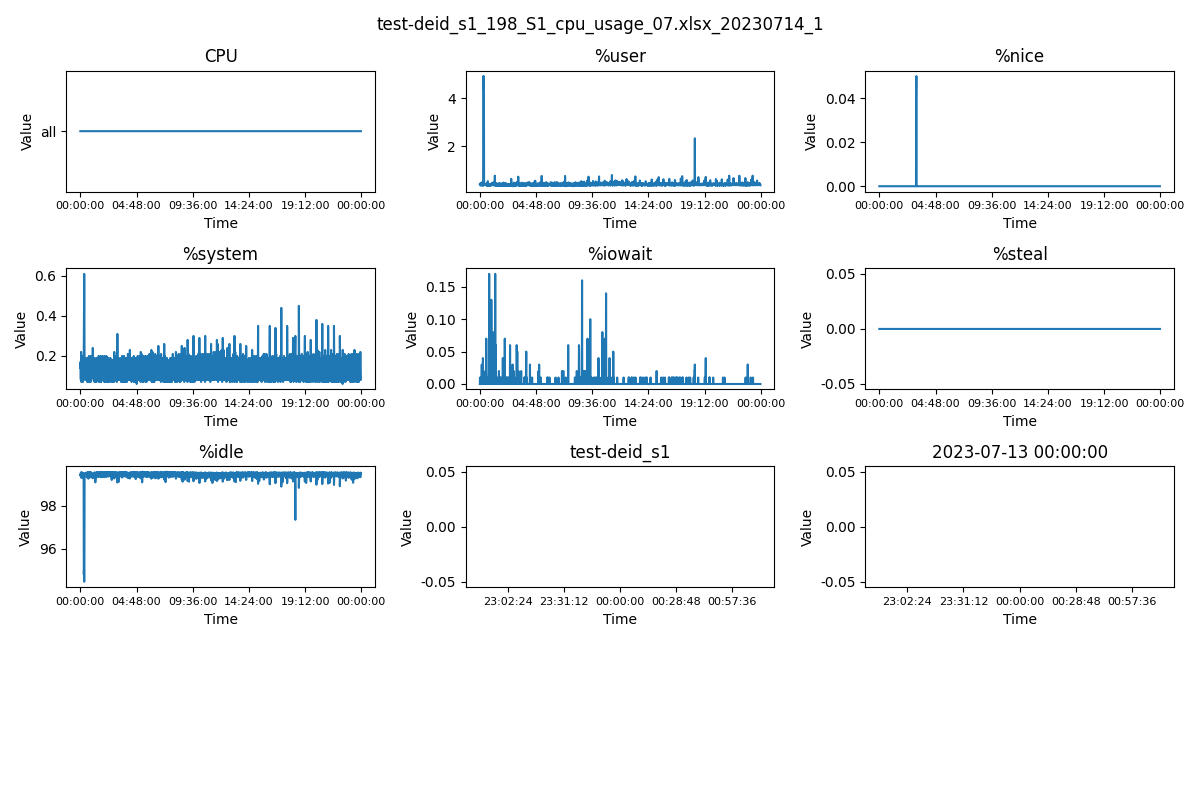 test-deid_s1_198_S1_cpu_usage_07.xlsx_20230714_1
CPU
Value
all
00:00:00 04:48:00 09:36:00 14:24:00 19:12:00 00:00:00
Time
%user
Value
4
2
00:00:00 04:48:00 09:36:00 14:24:00 19:12:00 00:00:00
Time
%nice
Value
0.04
0.02
0.00
00:00:00 04:48:00 09:36:00 14:24:00 19:12:00 00:00:00
Time
%system
Value
0.6
0.4
0.2
00:00:00 04:48:00 09:36:00 14:24:00 19:12:00 00:00:00
Time
%iowait
Value
0.15
0.10
0.05
0.00
00:00:00 04:48:00 09:36:00 14:24:00 19:12:00 00:00:00
Time
%steal
Value
0.05
0.00
-0.05
00:00:00 04:48:00 09:36:00 14:24:00 19:12:00 00:00:00
Time
%idle
Value
98
96
00:00:00 04:48:00 09:36:00 14:24:00 19:12:00 00:00:00
Time
test-deid_s1
Value
0.05
0.00
-0.05
23:02:24 23:31:12 00:00:00 00:28:48 00:57:36
Time
2023-07-13 00:00:00
Value
0.05
0.00
-0.05
23:02:24 23:31:12 00:00:00 00:28:48 00:57:36
Time